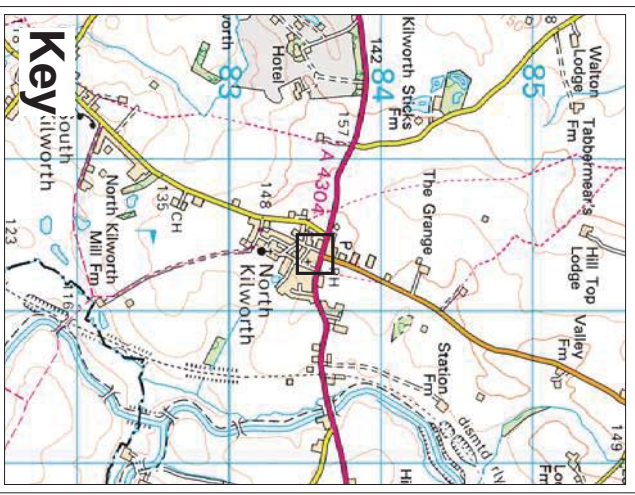 Key
Walton
Lodge
Fm
Tabbermear's
Hill Top
Lodge
Valley
Fm
149
85
8
Kilworth Sticks
Fm
The Grange
Station
Fm
dismtd rly
142
84
157
A 4304
P
PH
Hotel
83
148
North
Kilworth
CH
135
North Kilworth
Mill Fm
South
Kilworth
116
123